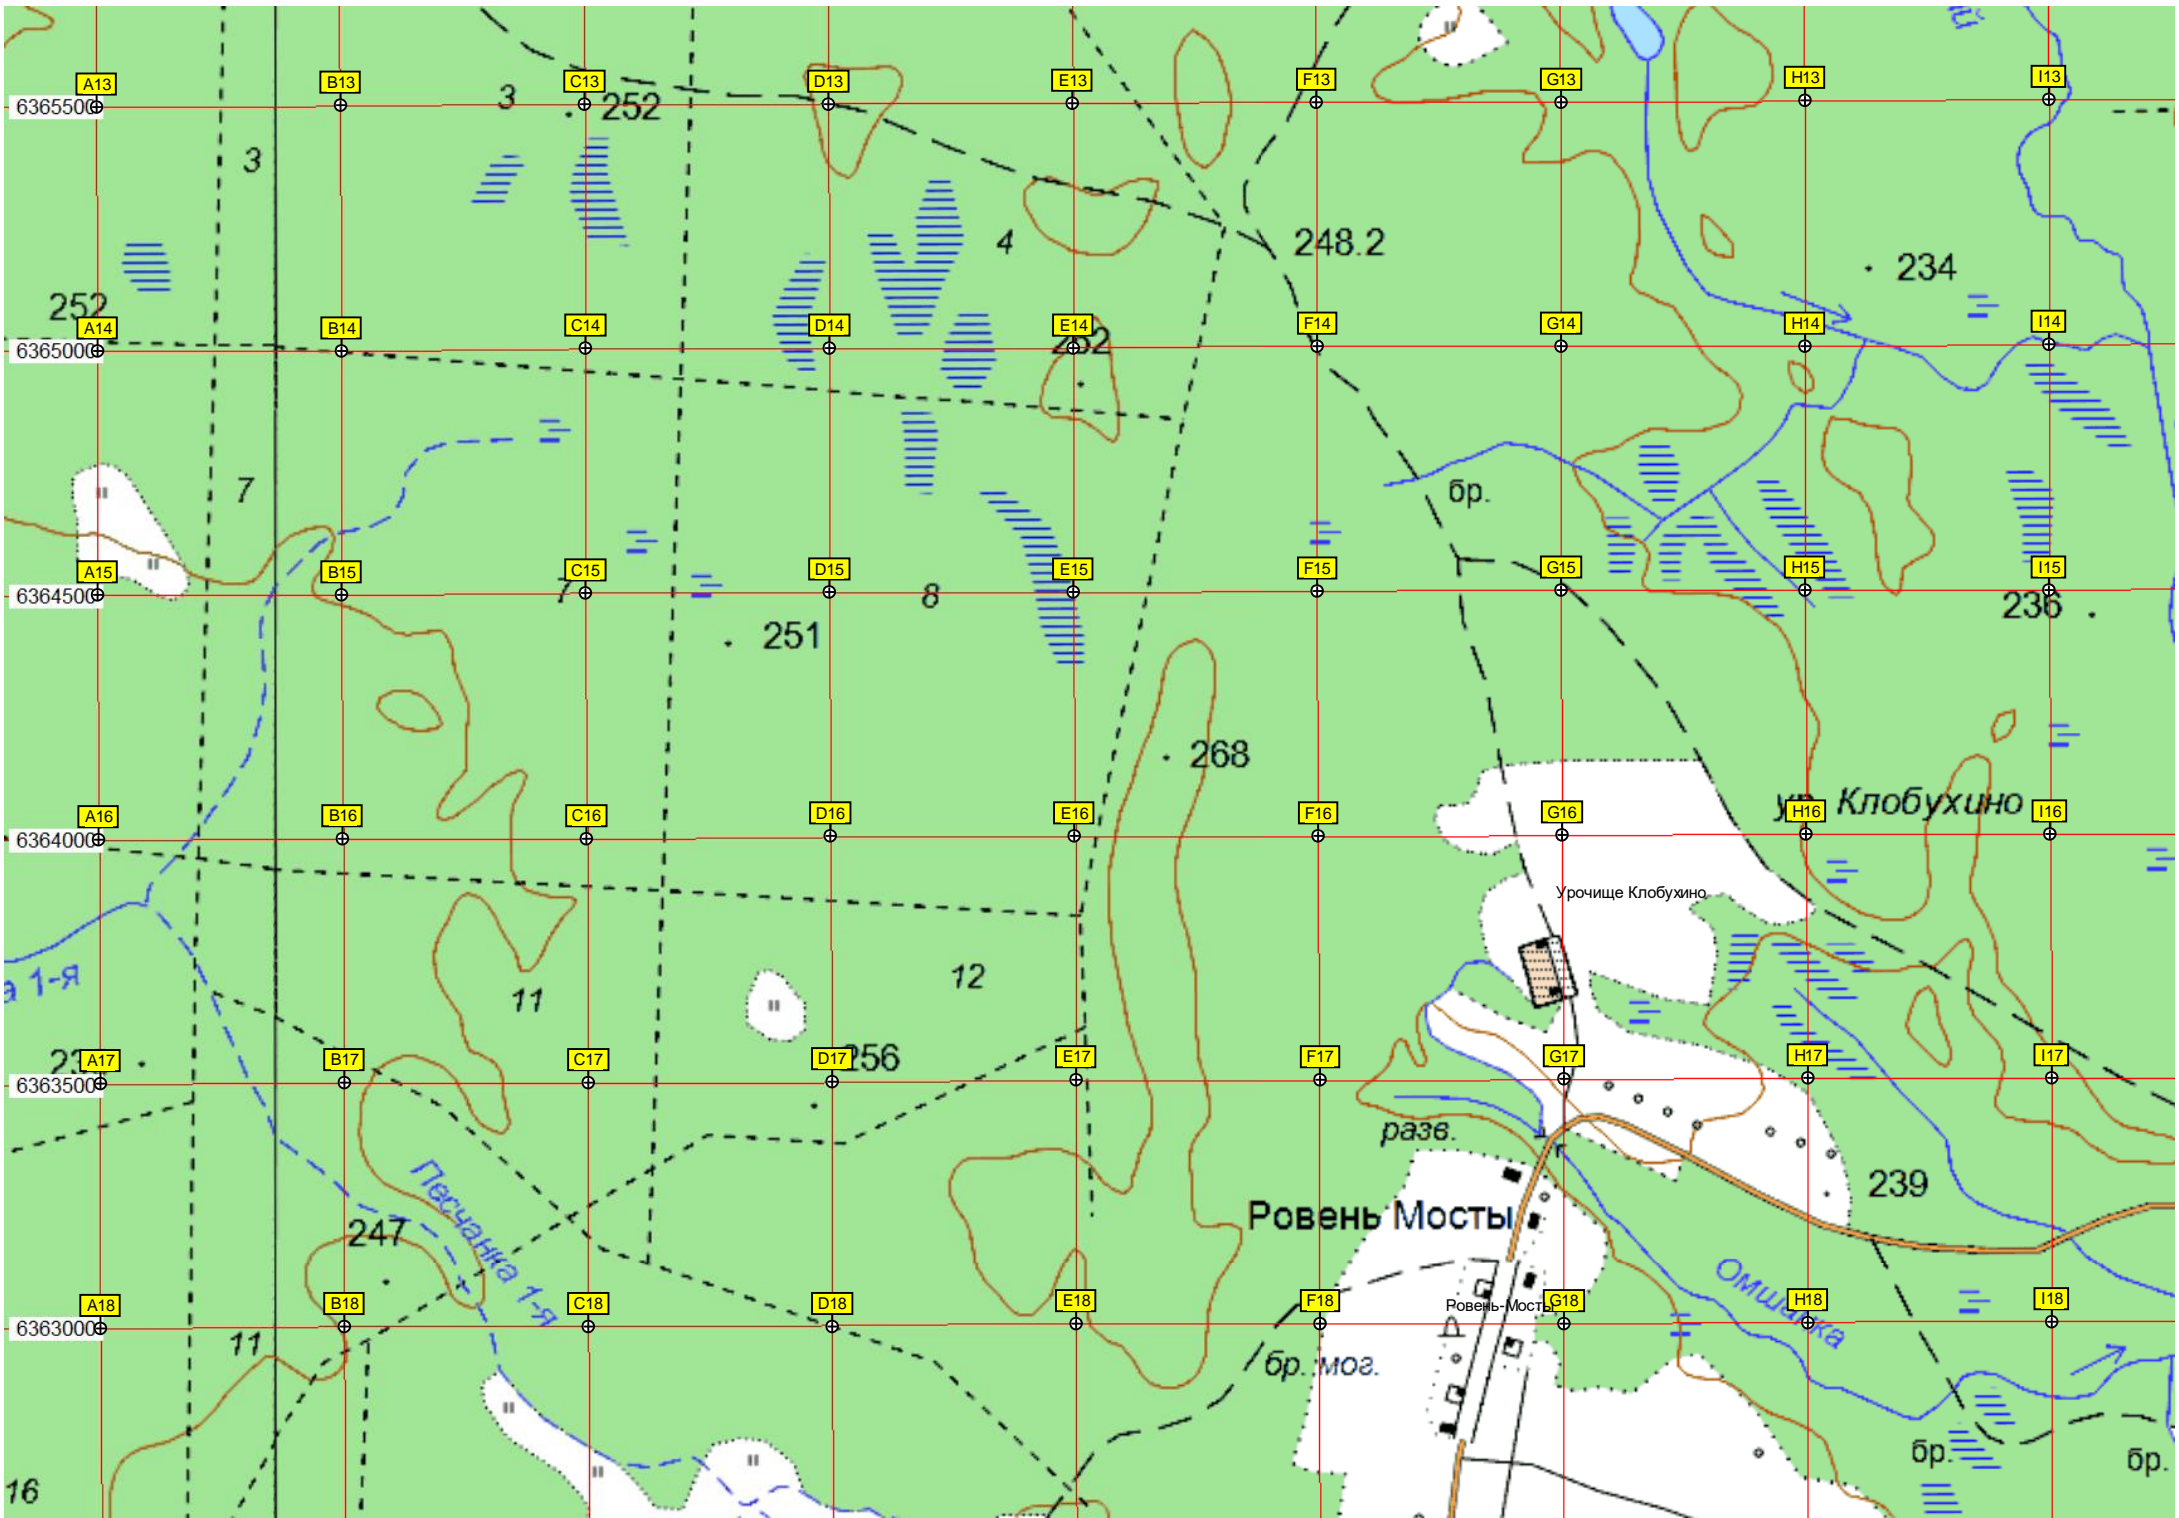 A13 B13 C13 D13 E13 F13 G13 H13 I13
6365500 3 252
3
4 248.2 234
252
A14 B14 C14 D14 E14 F14 G14 H14 I14
6365000 252
7 бр.
A15 B15 C15 D15 E15 F15 G15 H15 I15
6364500 7 8 236
251
268
ур. Клобухино
A16 B16 C16 D16 E16 F16 G16 H16 I16
6364000
Урочище Клобухино
а 1-я 11 12
256
A17 B17 C17 D17 E17 F17 G17 H17 I17
6363500
разв.
239
Ровень Мосты
247 Песчанка 1-я
Омшанка
A18 B18 C18 D18 E18 F18 G18 H18 I18
Ровень-Мосты
6363000
11 бр. мог.
бр. бр.
16